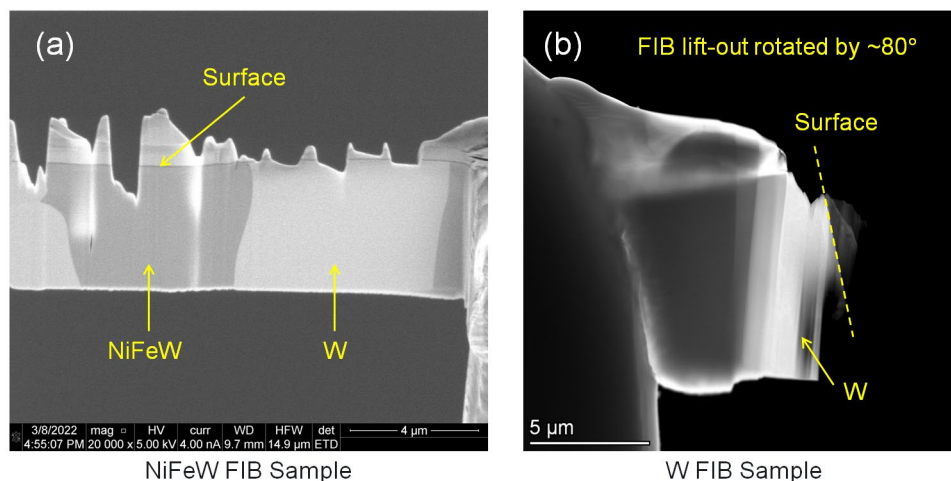 (a)
Surface
NiFeW
W
3/8/2022 mag □ HV curr WD HFW det
4:55:07 PM 20 000 x 5.00 kV 4.00 nA 9.7 mm 14.9 µm ETD
4 µm
NiFeW FIB Sample
(b)
FIB lift-out rotated by ~80°
Surface
W
5 µm
W FIB Sample